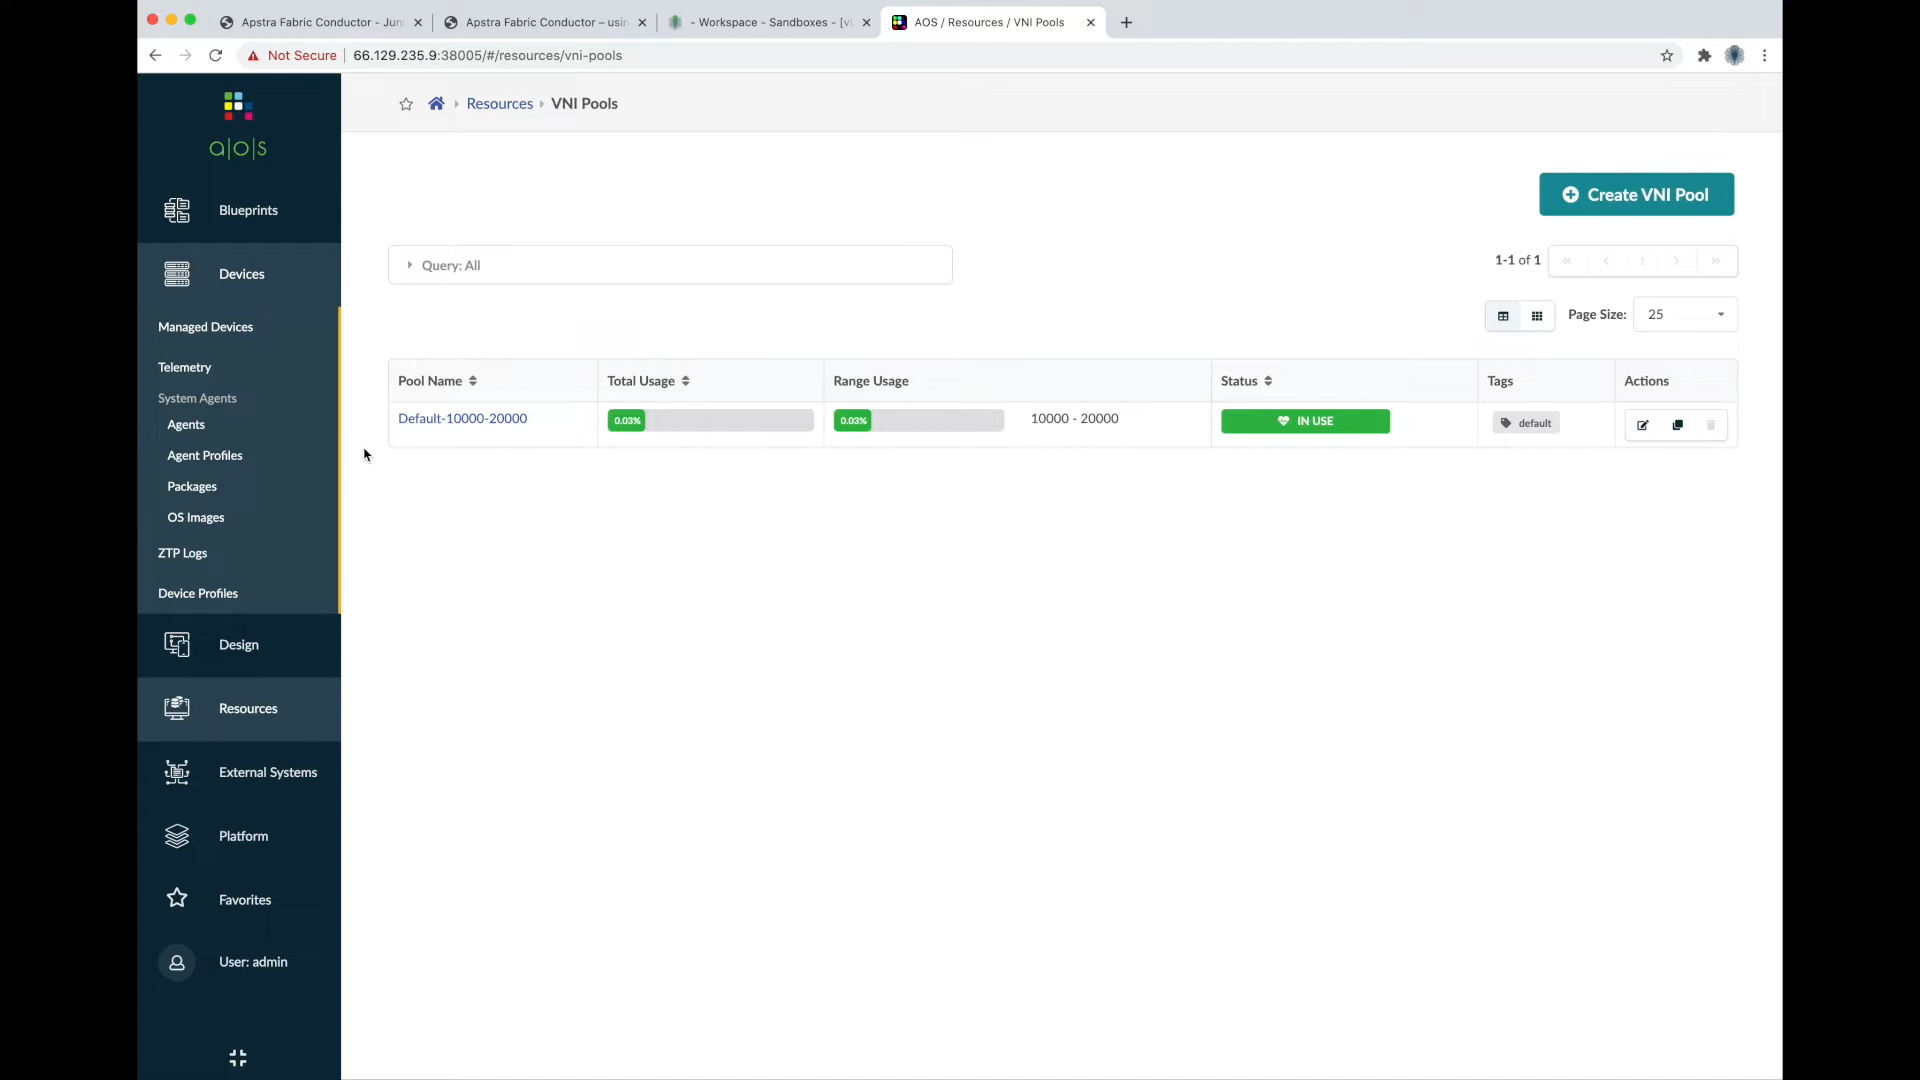 Apstra Fabric Conductor - Juni
Apstra Fabric Conductor – usin
- Workspace - Sandboxes - [vL
AOS / Resources / VNI Pools
Not Secure
66.129.235.9:38005/#/resources/vni-pools
a|o|s
Blueprints
Devices
Managed Devices
Telemetry
System Agents
Agents
Agent Profiles
Packages
OS Images
ZTP Logs
Device Profiles
Design
Resources
External Systems
Platform
Favorites
User: admin
Resources VNI Pools
Create VNI Pool
Query: All
1-1 of 1
1
Page Size: 25
Pool Name Total Usage Range Usage Status Tags Actions
Default-10000-20000 0.03% 0.03% 10000 - 20000 IN USE default